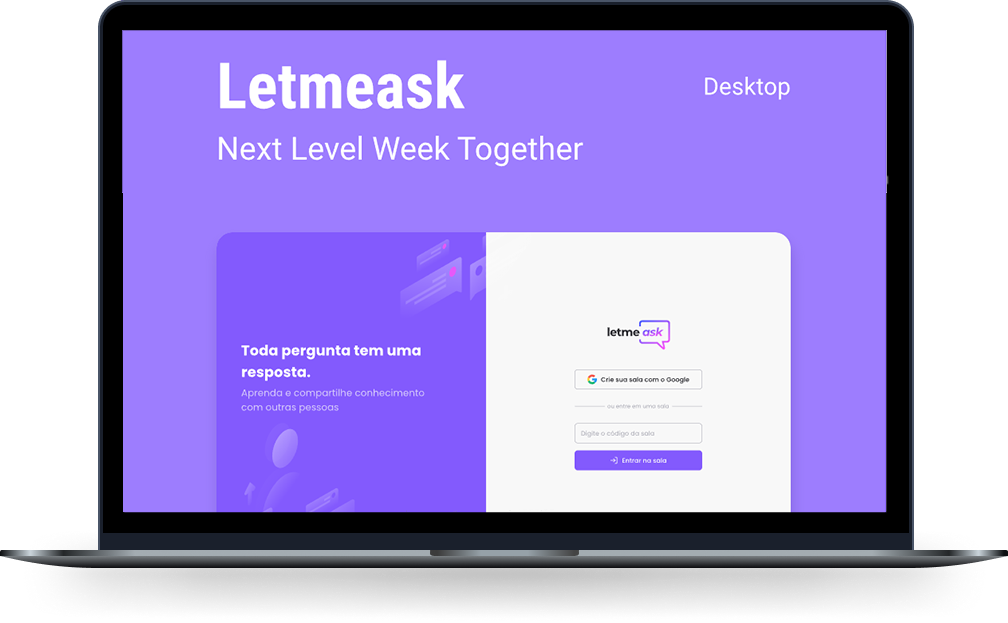 Letmeask
Desktop
Next Level Week Together
Toda pergunta tem uma
resposta.
Aprenda e compartilhe conhecimento
com outras pessoas
letme ask
Crie sua sala com o Google
ou entre em uma sala
Digite o código da sala
Entrar na sala